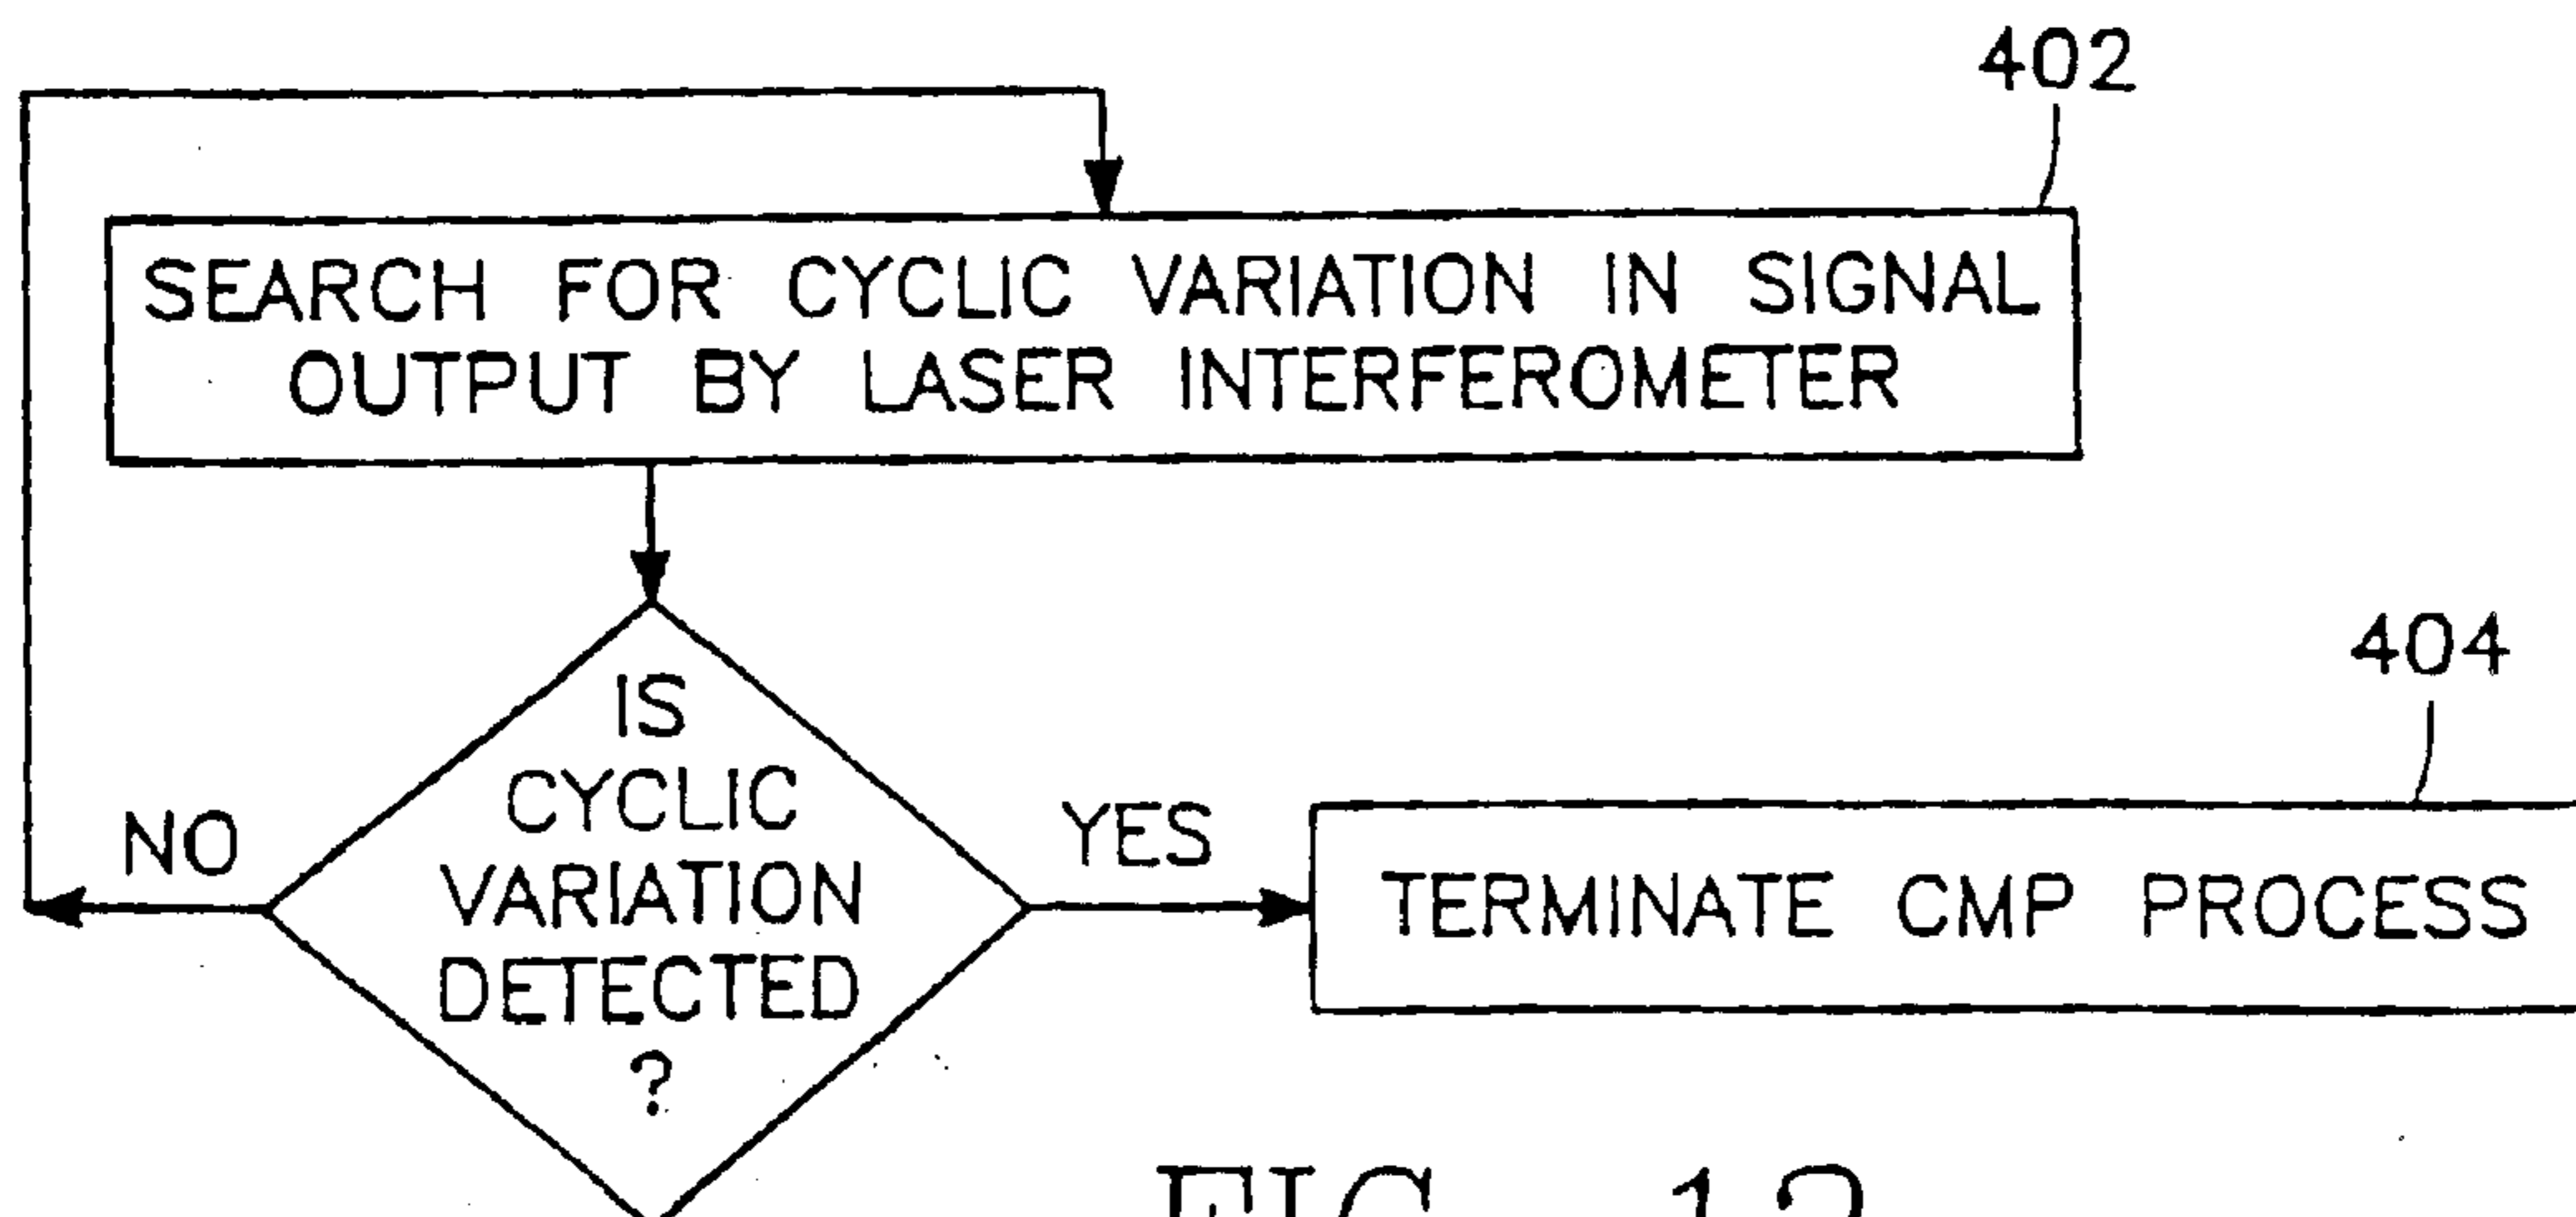 402
SEARCH FOR CYCLIC VARIATION IN SIGNAL
OUTPUT BY LASER INTERFEROMETER
404
IS
CYCLIC
VARIATION
DETECTED
?
NO
YES
TERMINATE CMP PROCESS
FIG.